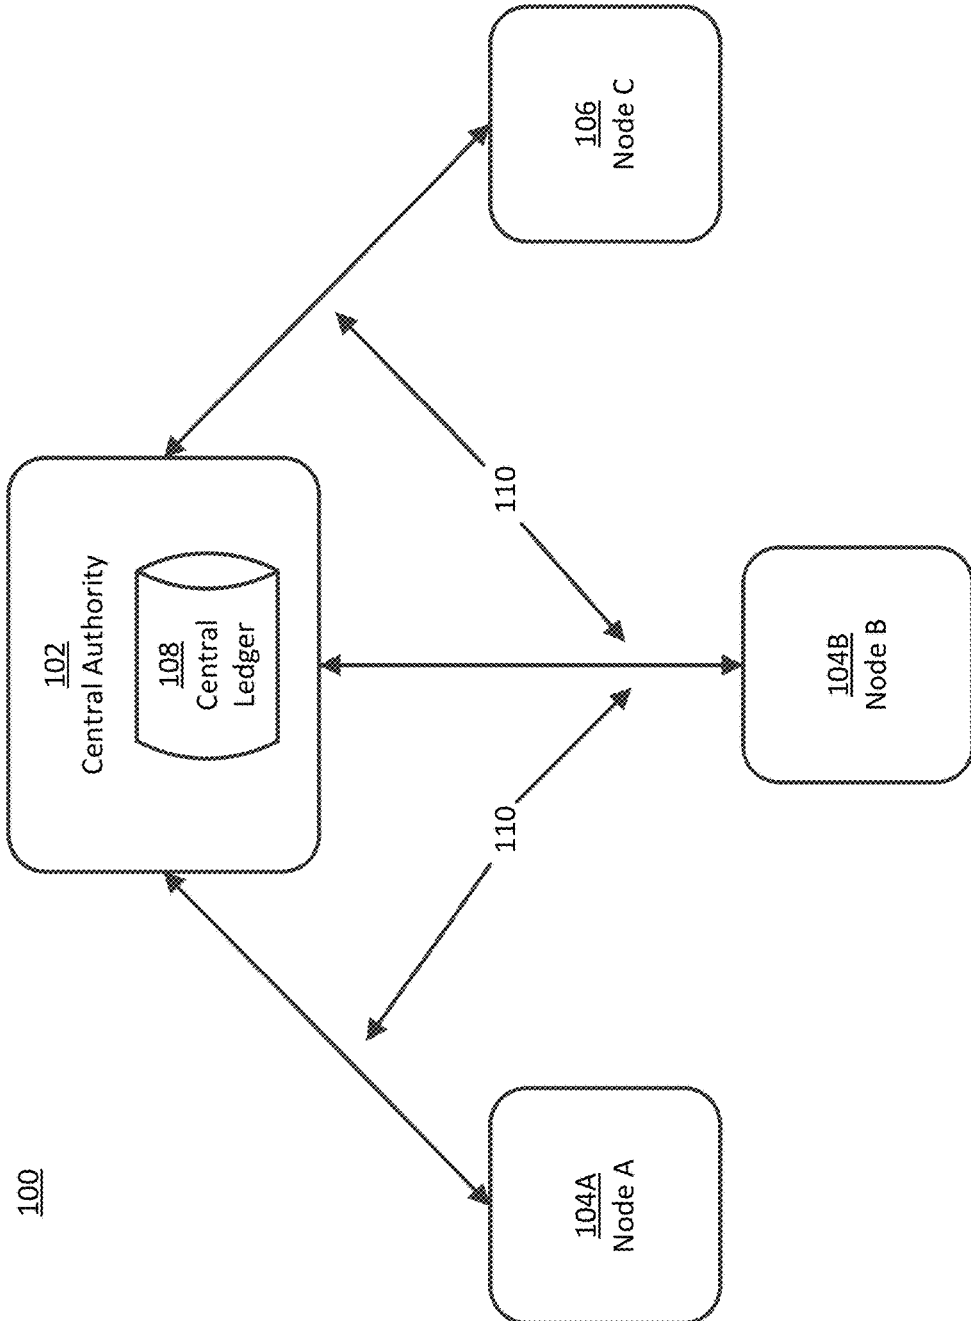 100
102
Central Authority
108
Central
Ledger
110
110
104A
Node A
104B
Node B
106
Node C